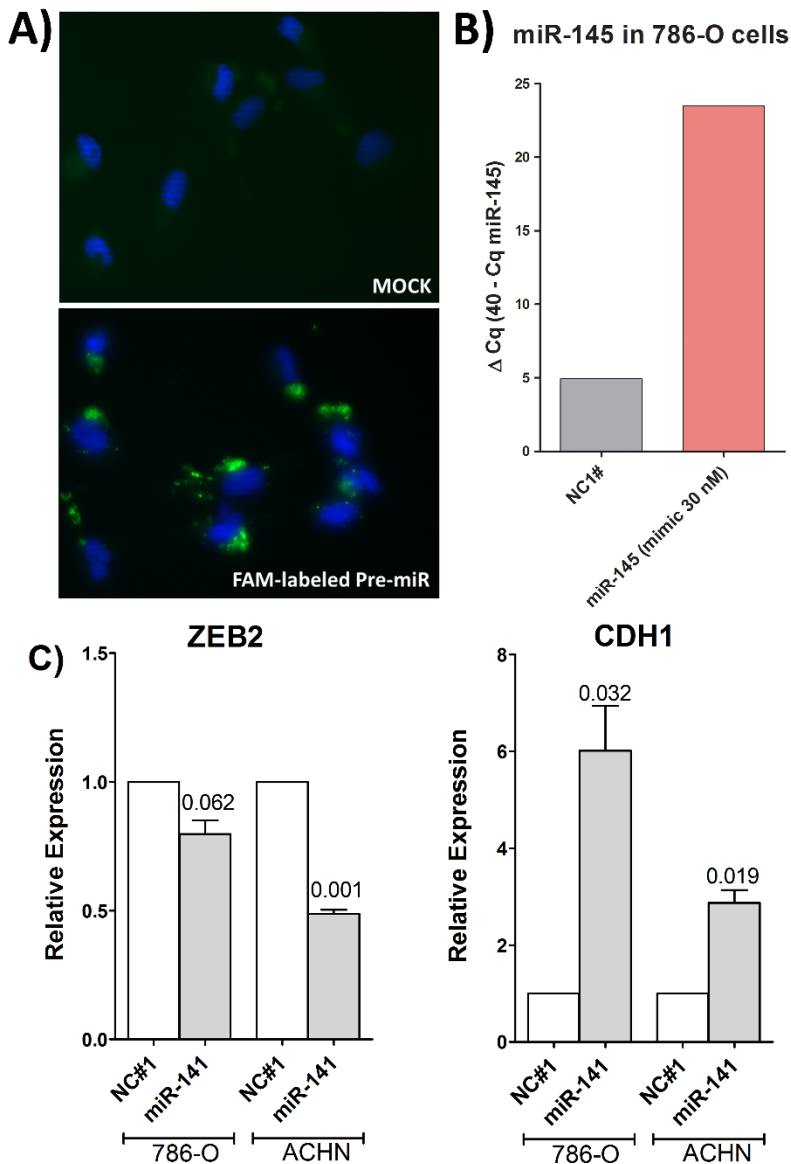 A)
MOCK
FAM-labeled Pre-miR
B) miR-145 in 786-O cells
Δ Cq (40 - Cq miR-145)
25
20
15
10
5
0
NC1#
miR-145 (mimic 30 nM)
C)
ZEB2
Relative Expression
1.5
1.0
0.5
0.0
0.062
0.001
NC#1
miR-141
NC#1
miR-141
786-O
ACHN
CDH1
Relative Expression
8
6
4
2
0
0.032
0.019
NC#1
miR-141
NC#1
miR-141
786-O
ACHN